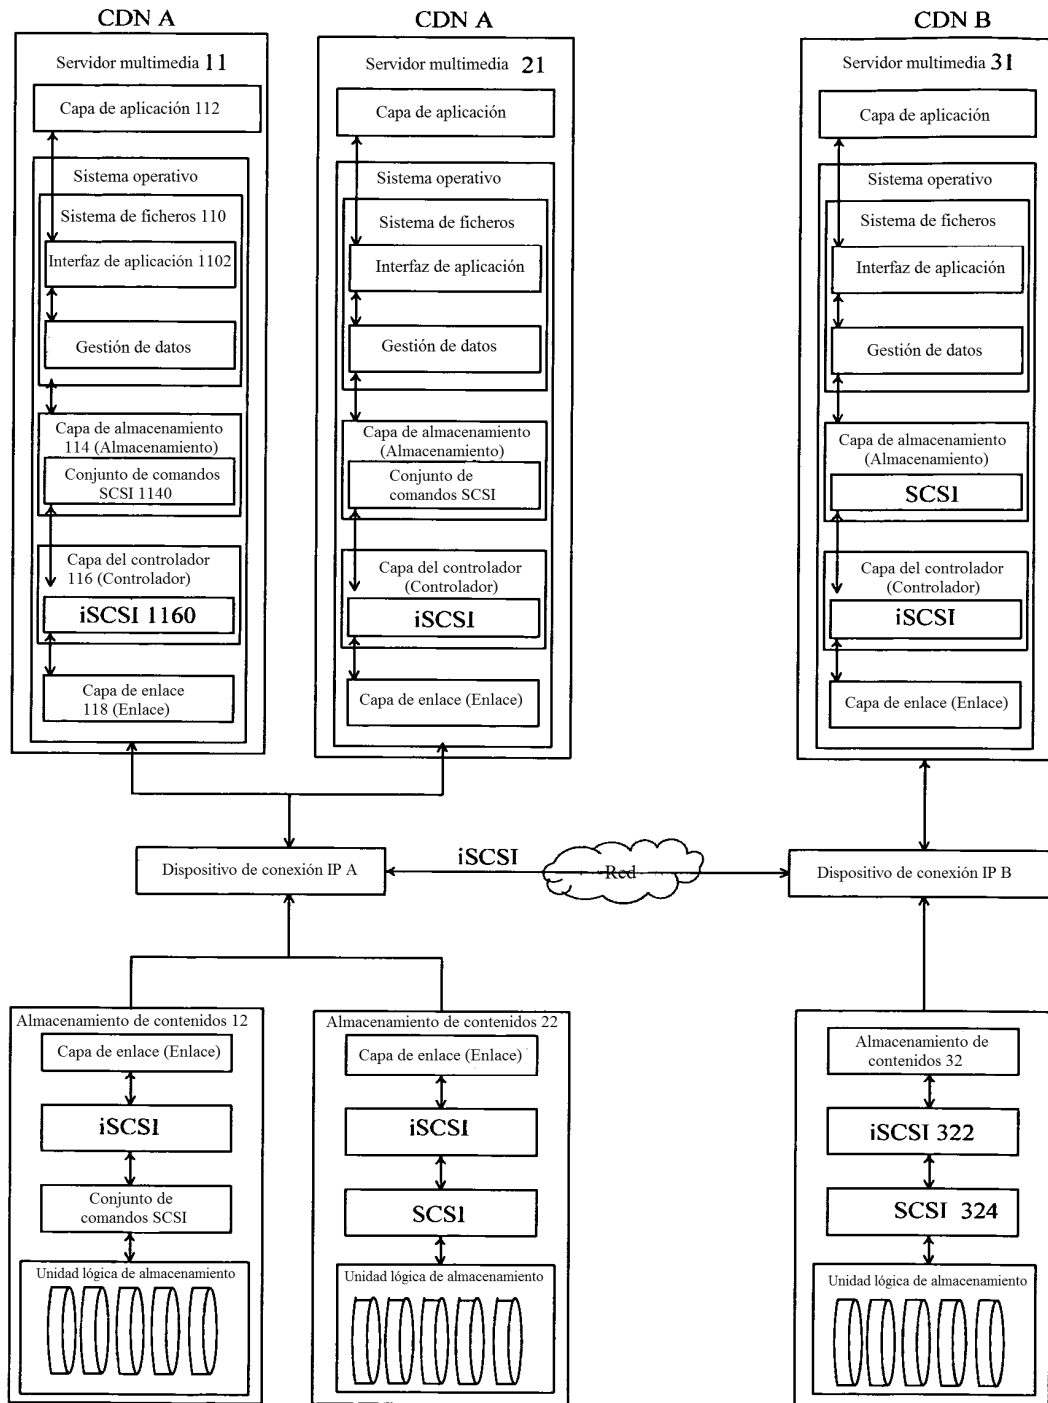 CDN A
Servidor multimedia 11
Capa de aplicación 112
Sistema operativo
Sistema de ficheros 110
Interfaz de aplicación 1102
Gestión de datos
Capa de almacenamiento
114 (Almacenamiento)
Conjunto de comandos
SCSI 1140
Capa del controlador
116 (Controlador)
iSCSI 1160
Capa de enlace
118 (Enlace)
CDN A
Servidor multimedia 21
Capa de aplicación
Sistema operativo
Sistema de ficheros
Interfaz de aplicación
Gestión de datos
Capa de almacenamiento
(Almacenamiento)
Conjunto de
comandos SCSI
Capa del controlador
(Controlador)
iSCSI
Capa de enlace (Enlace)
CDN B
Servidor multimedia 31
Capa de aplicación
Sistema operativo
Sistema de ficheros
Interfaz de aplicación
Gestión de datos
Capa de almacenamiento
(Almacenamiento)
SCSI
Capa del controlador
(Controlador)
iSCSI
Capa de enlace (Enlace)
Dispositivo de conexión IP A
iSCSI
Red
Dispositivo de conexión IP B
Almacenamiento de contenidos 12
Capa de enlace (Enlace)
iSCSI
Conjunto de
comandos SCSI
Unidad lógica de almacenamiento
Almacenamiento de contenidos 22
Capa de enlace (Enlace)
iSCSI
SCSI
Unidad lógica de almacenamiento
Almacenamiento de
contenidos 32
iSCSI 322
SCSI 324
Unidad lógica de almacenamiento